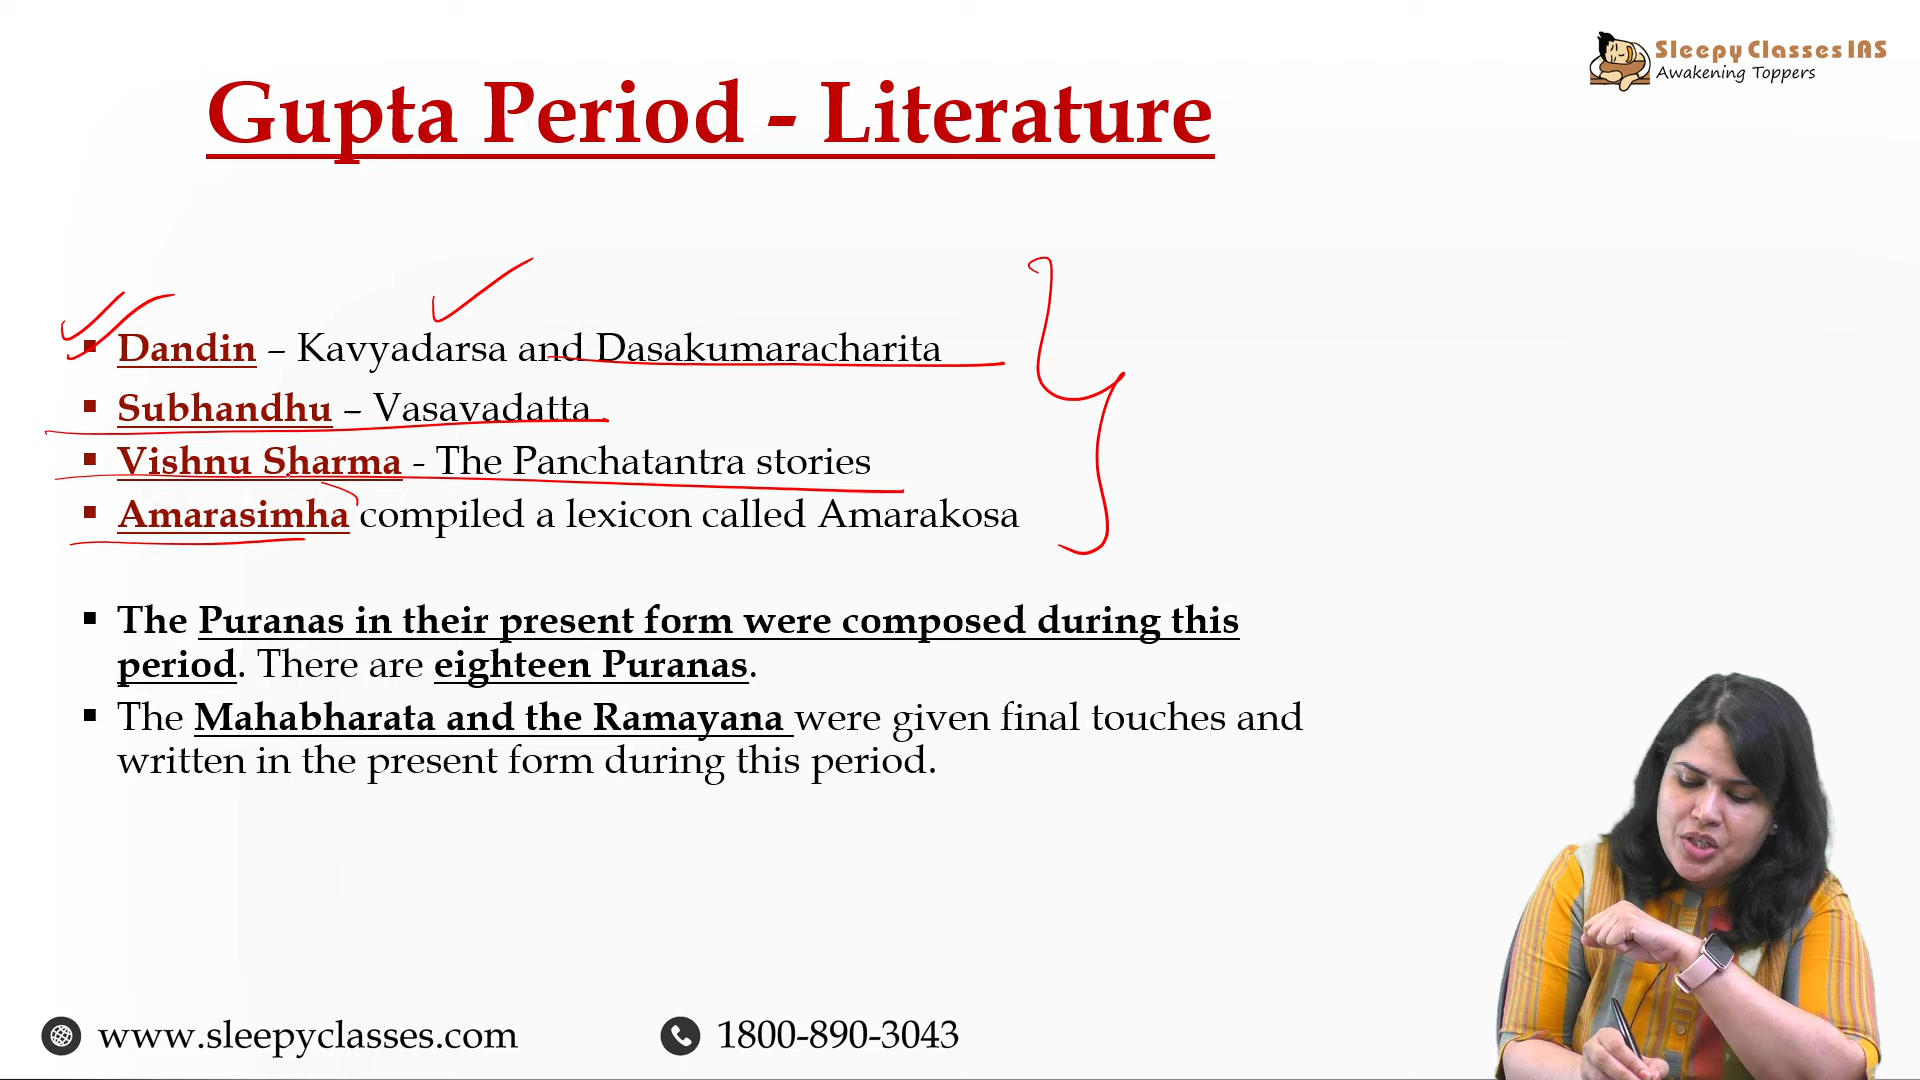 Sleepy Classes IAS
Awakening Toppers
Gupta Period - Literature
▪ Dandin – Kavyadarsa and Dasakumaracharita
▪ Subhandhu – Vasavadatta
▪ Vishnu Sharma - The Panchatantra stories
▪ Amarasimha compiled a lexicon called Amarakosa
▪ The Puranas in their present form were composed during this
period. There are eighteen Puranas.
▪ The Mahabharata and the Ramayana were given final touches and
written in the present form during this period.
www.sleepyclasses.com
1800-890-3043